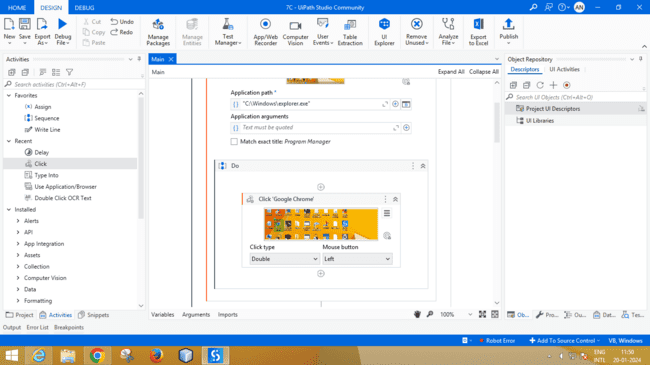 HOME
DESIGN
DEBUG
7C - UiPath Studio Community
AN
New
Save
Export As
Debug File
Cut
Copy
Paste
Undo
Redo
Manage Packages
Manage Entities
Test Manager
App/Web Recorder
Computer Vision
User Events
Table Extraction
UI Explorer
Remove Unused
Analyze File
Export to Excel
Publish
Activities
Search activities (Ctrl+Alt+F)
Favorites
Assign
Sequence
Write Line
Recent
Delay
Click
Type Into
Use Application/Browser
Double Click OCR Text
Installed
Alerts
API
App Integration
Assets
Collection
Computer Vision
Data
Formatting
Project
Activities
Snippets
Main
Main
Expand All
Collapse All
Application path *
"C:\Windows\explorer.exe"
Application arguments
Text must be quoted
Match exact title: Program Manager
Do
Click 'Google Chrome'
Click type
Mouse button
Double
Left
Variables
Arguments
Imports
100%
Object Repository
Descriptors
UI Activities
Search UI Objects (Ctrl+Alt+O)
Project UI Descriptors
UI Libraries
Ob...
Pro...
Ou...
Dat...
Tes...
Output
Error List
Breakpoints
Robot Error
Add To Source Control
VB, Windows
ENG
INTL
11:50
20-01-2024